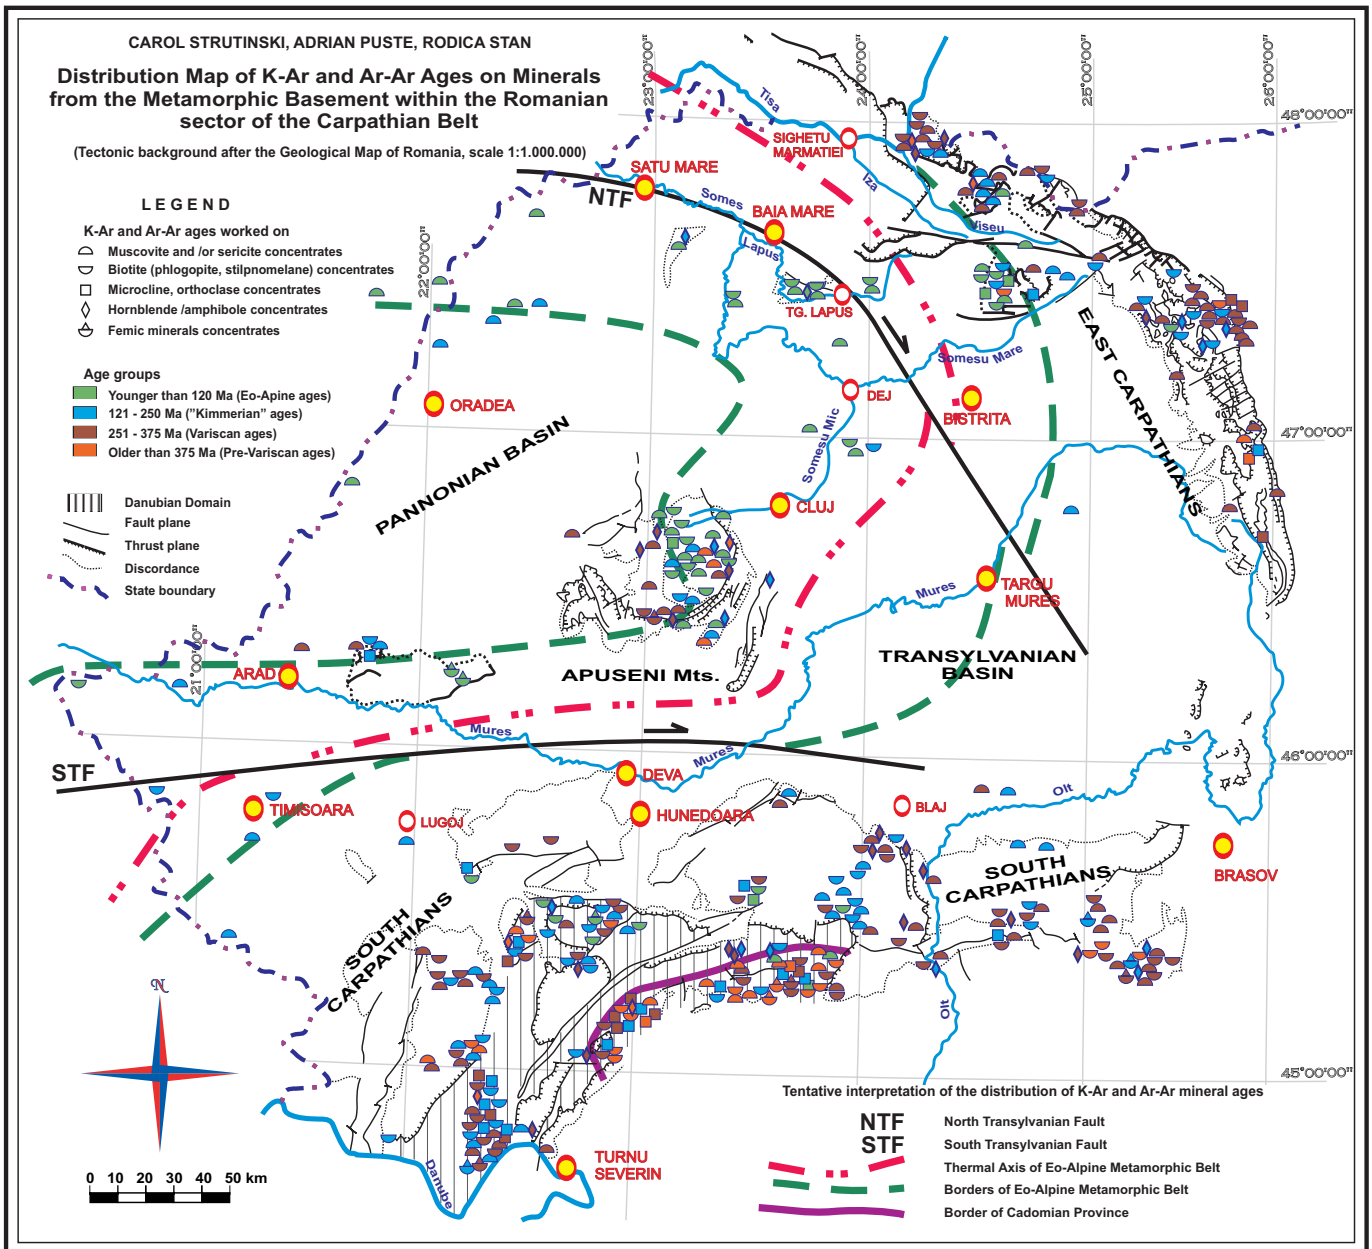 CAROL STRUTINSKI, ADRIAN PUSTE, RODICA STAN
Distribution Map of K-Ar and Ar-Ar Ages on Minerals
from the Metamorphic Basement within the Romanian
sector of the Carpathian Belt
(Tectonic background after the Geological Map of Romania, scale 1:1.000.000)
L E G E N D
K-Ar and Ar-Ar ages worked on
Muscovite and /or sericite concentrates
Biotite (phlogopite, stilpnomelane) concentrates
Microcline, orthoclase concentrates
Hornblende /amphibole concentrates
Femic minerals concentrates
Age groups
Younger than 120 Ma (Eo-Apine ages)
121 - 250 Ma ("Kimmerian" ages)
251 - 375 Ma (Variscan ages)
Older than 375 Ma (Pre-Variscan ages)
Danubian Domain
Fault plane
Thrust plane
Discordance
State boundary
21°00'00"
22°00'00"
23°00'00"
24°00'00"
25°00'00"
26°00'00"
48°00'00"
47°00'00"
46°00'00"
45°00'00"
Tisa
SIGHETU
MARMATIEI
Iza
Viseu
SATU MARE
NTF
Somes
BAIA MARE
Lapus
TG. LAPUS
Somesu Mare
DEJ
BISTRITA
EAST CARPATHIANS
ORADEA
PANNONIAN BASIN
Somesu Mic
CLUJ
Mures
TARGU
MURES
TRANSYLVANIAN
BASIN
APUSENI Mts.
ARAD
Mures
Mures
STF
DEVA
TIMISOARA
LUGOJ
HUNEDOARA
BLAJ
Olt
BRASOV
SOUTH
CARPATHIANS
SOUTH
CARPATHIANS
Olt
N
Danube
TURNU
SEVERIN
0 10 20 30 40 50 km
Tentative interpretation of the distribution of K-Ar and Ar-Ar mineral ages
NTF North Transylvanian Fault
STF South Transylvanian Fault
Thermal Axis of Eo-Alpine Metamorphic Belt
Borders of Eo-Alpine Metamorphic Belt
Border of Cadomian Province